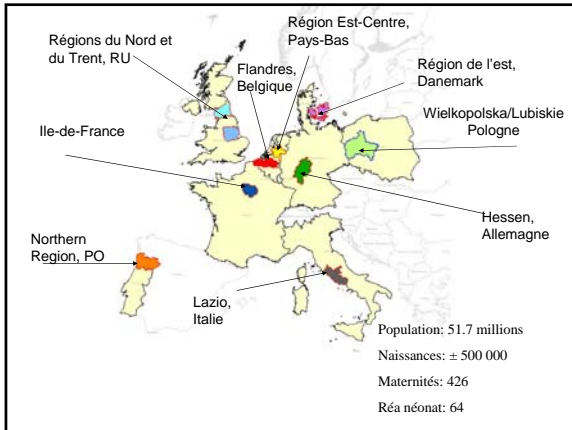 Région Est-Centre,
Pays-Bas
Régions du Nord et
du Trent, RU
Flandres,
Belgique
Région de l'est,
Danemark
Wielkopolska/Lubiskie
Pologne
Ile-de-France
Hessen,
Allemagne
Northern
Region, PO
Lazio,
Italie
Population: 51.7 millions
Naissances: ± 500 000
Maternités: 426
Réa néonat: 64